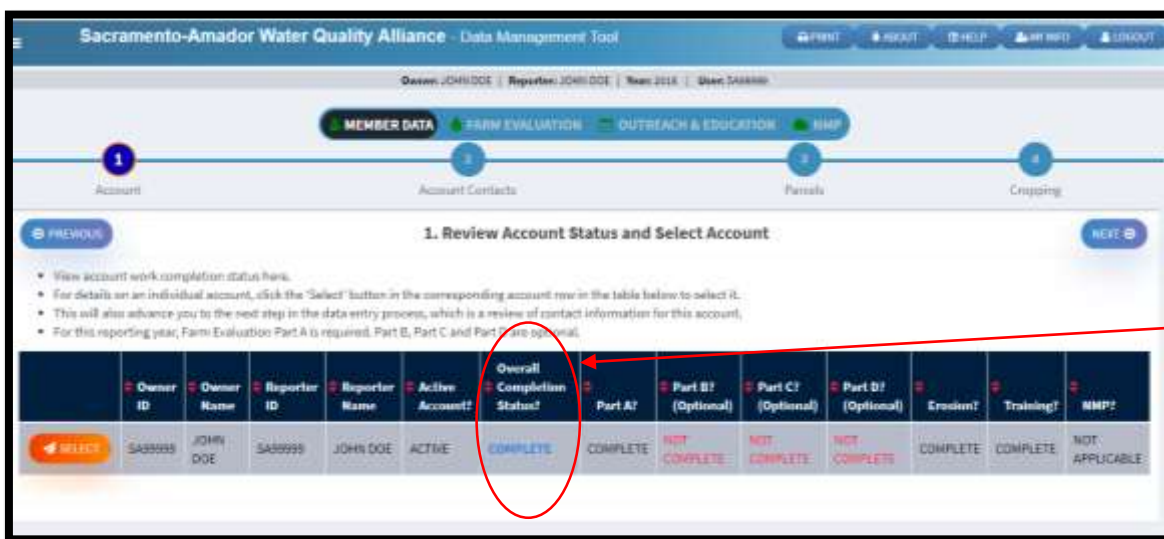 Sacramento-Amador Water Quality Alliance - Data Management Tool
PRINT ABOUT HELP MY INFO LOGOUT
Owner: JOHN DOE | Reporter: JOHN DOE | Year: 2018 | User: SA99999
MEMBER DATA FARM EVALUATION OUTREACH & EDUCATION NMP
1 2 3 4
Account Account Contacts Parcels Cropping
PREVIOUS 1. Review Account Status and Select Account NEXT
• View account work completion status here.
• For details on an individual account, click the 'Select' button in the corresponding account row in the table below to select it.
• This will also advance you to the next step in the data entry process, which is a review of contact information for this account.
• For this reporting year, Farm Evaluation Part A is required, Part B, Part C and Part D are optional.
Owner ID Owner Name Reporter ID Reporter Name Active Account? Overall Completion Status? Part A? Part B? (Optional) Part C? (Optional) Part D? (Optional) Erosion? Training? NMP?
SELECT SA99999 JOHN DOE SA99999 JOHN DOE ACTIVE COMPLETE COMPLETE NOT COMPLETE NOT COMPLETE NOT COMPLETE COMPLETE COMPLETE NOT APPLICABLE